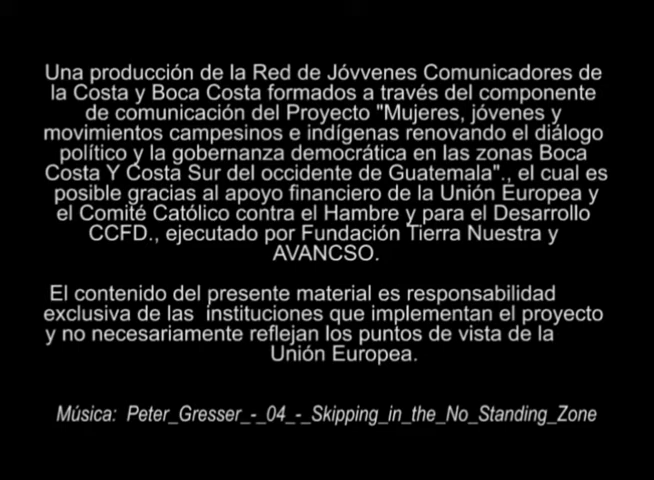 Una producción de la Red de Jóvvenes Comunicadores de
la Costa y Boca Costa formados a través del componente
de comunicación del Proyecto "Mujeres, jóvenes y
movimientos campesinos e indígenas renovando el diálogo
político y la gobernanza democrática en las zonas Boca
Costa Y Costa Sur del occidente de Guatemala"., el cual es
posible gracias al apoyo financiero de la Unión Europea y
el Comité Católico contra el Hambre y para el Desarrollo
CCFD., ejecutado por Fundación Tierra Nuestra y
AVANCSO.
El contenido del presente material es responsabilidad
exclusiva de las instituciones que implementan el proyecto
y no necesariamente reflejan los puntos de vista de la
Unión Europea.
Música: Peter_Gresser_-_04_-_Skipping_in_the_No_Standing_Zone